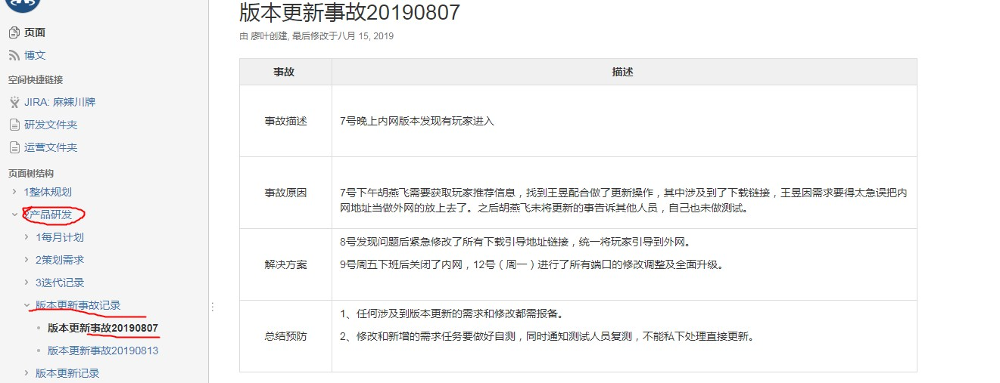 页面
博文
空间快捷链接
JIRA: 麻辣川牌
研发文件夹
运营文件夹
页面树结构
1整体规划
2产品研发
1每月计划
2策划需求
3迭代记录
版本更新事故记录
版本更新事故20190807
版本更新事故20190813
版本更新记录
版本更新事故20190807
由 廖叶创建, 最后修改于八月 15, 2019
事故 描述
事故描述 7号晚上内网版本发现有玩家进入
事故原因 7号下午胡燕飞需要获取玩家推荐信息，找到王昱配合做了更新操作，其中涉及到了下载链接，王昱因需求要得太急误把内
网地址当做外网的放上去了。之后胡燕飞未将更新的事告诉其他人员，自己也未做测试。
解决方案 8号发现问题后紧急修改了所有下载引导地址链接，统一将玩家引导到外网。
9号周五下班后关闭了内网，12号（周一）进行了所有端口的修改调整及全面升级。
总结预防 1、任何涉及到版本更新的需求和修改都需报备。
2、修改和新增的需求任务要做好自测，同时通知测试人员复测，不能私下处理直接更新。